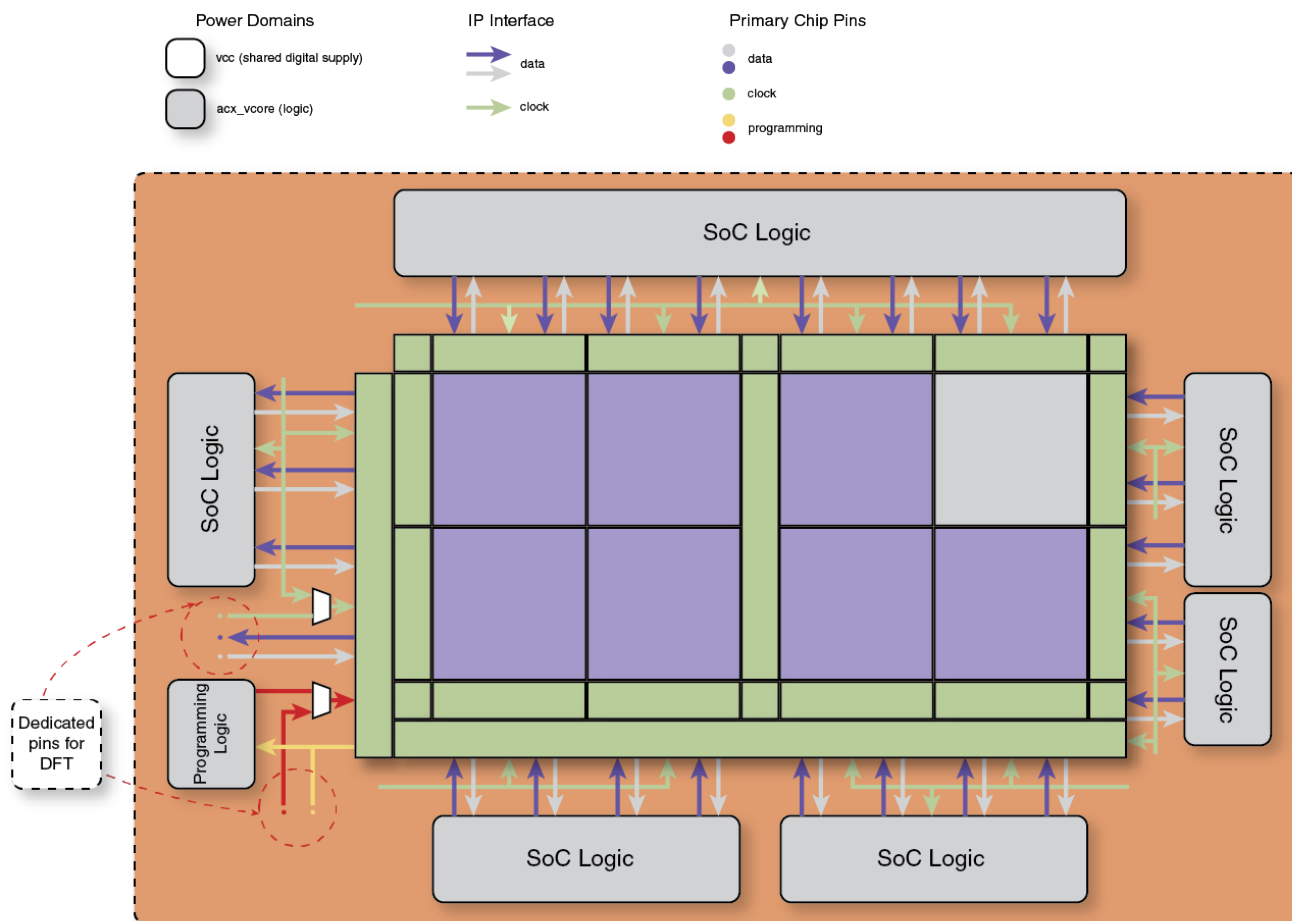 Power Domains
IP Interface
Primary Chip Pins
vcc (shared digital supply)
data
data
acx_vcore (logic)
clock
clock
programming
SoC Logic
SoC Logic
SoC Logic
SoC Logic
Programming
Logic
Dedicated
pins for
DFT
SoC Logic
SoC Logic